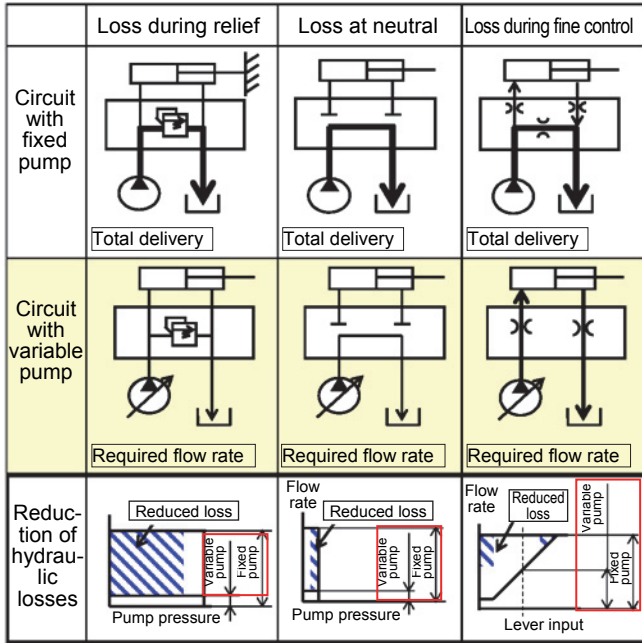 Loss during relief
Loss at neutral
Loss during fine control
Circuit
with
fixed
pump
Total delivery
Total delivery
Total delivery
Circuit
with
variable
pump
Required flow rate
Required flow rate
Required flow rate
Reduc-
tion of
hydrau-
lic
losses
Reduced loss
Variable
pump
Fixed
pump
Pump pressure
Flow
rate
Reduced loss
Variable
pump
Fixed
pump
Pump pressure
Flow
rate
Reduced
loss
Variable
pump
Fixed
pump
Lever input